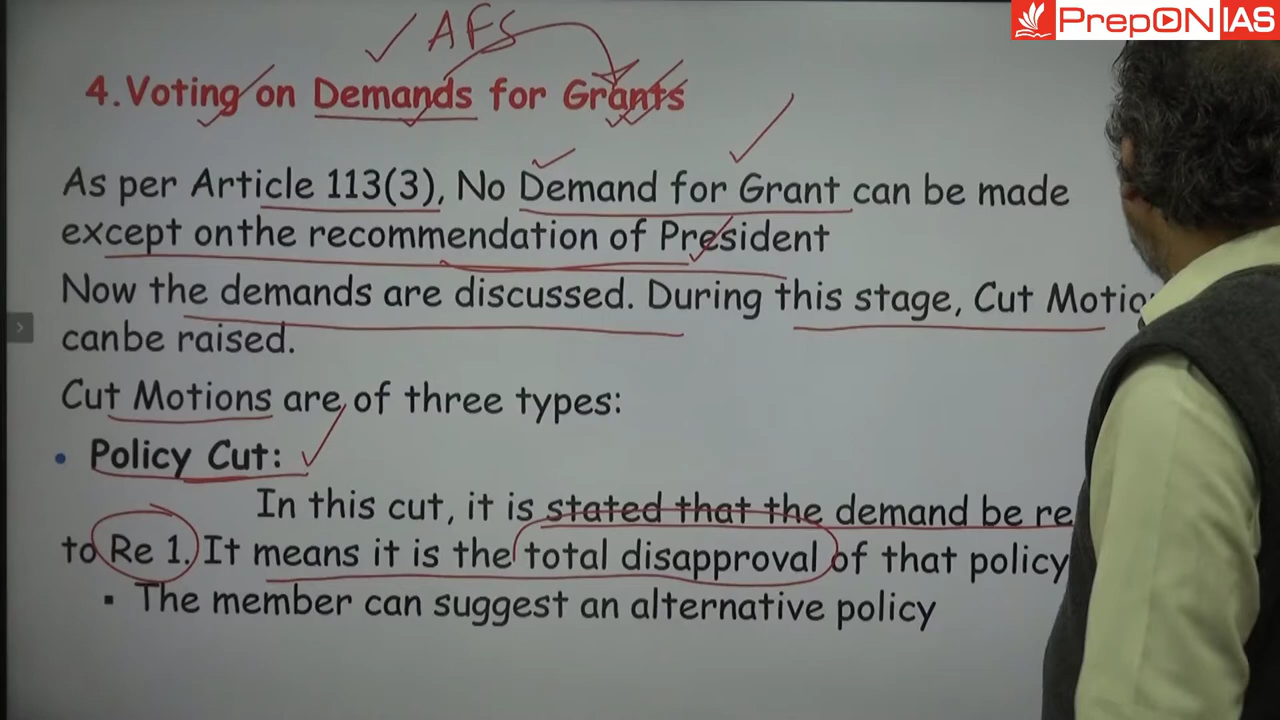 PrepON IAS
AFS
4. Voting on Demands for Grants
As per Article 113(3), No Demand for Grant can be made
except onthe recommendation of President
Now the demands are discussed. During this stage, Cut Motio
canbe raised.
Cut Motions are of three types:
• Policy Cut:
In this cut, it is stated that the demand be re
to Re 1. It means it is the total disapproval of that policy
▪ The member can suggest an alternative policy